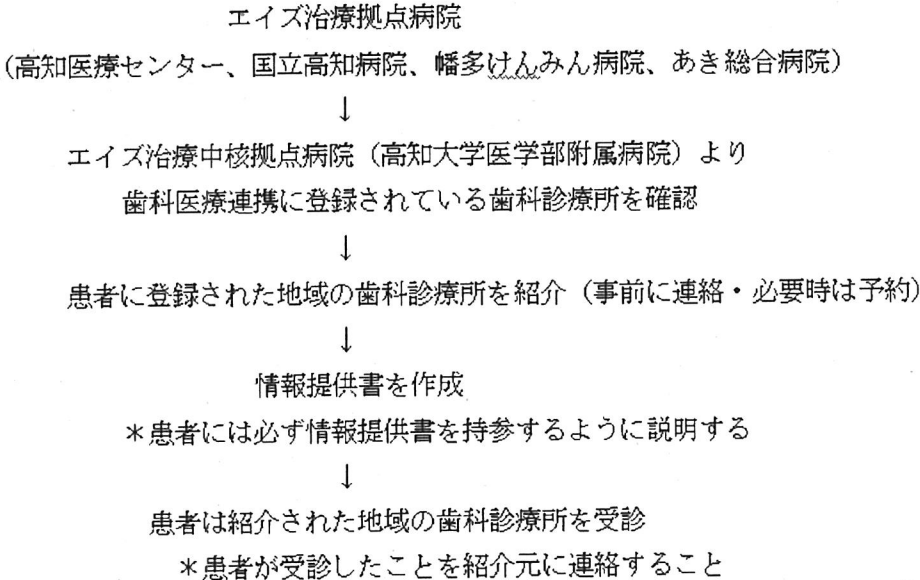 エイズ治療拠点病院
(高知医療センター、国立高知病院、幡多けんみん病院、あき総合病院)
↓
エイズ治療中核拠点病院（高知大学医学部附属病院）より
歯科医療連携に登録されている歯科診療所を確認
↓
患者に登録された地域の歯科診療所を紹介（事前に連絡・必要時は予約）
↓
情報提供書を作成
＊患者には必ず情報提供書を持参するように説明する
↓
患者は紹介された地域の歯科診療所を受診
＊患者が受診したことを紹介元に連絡すること